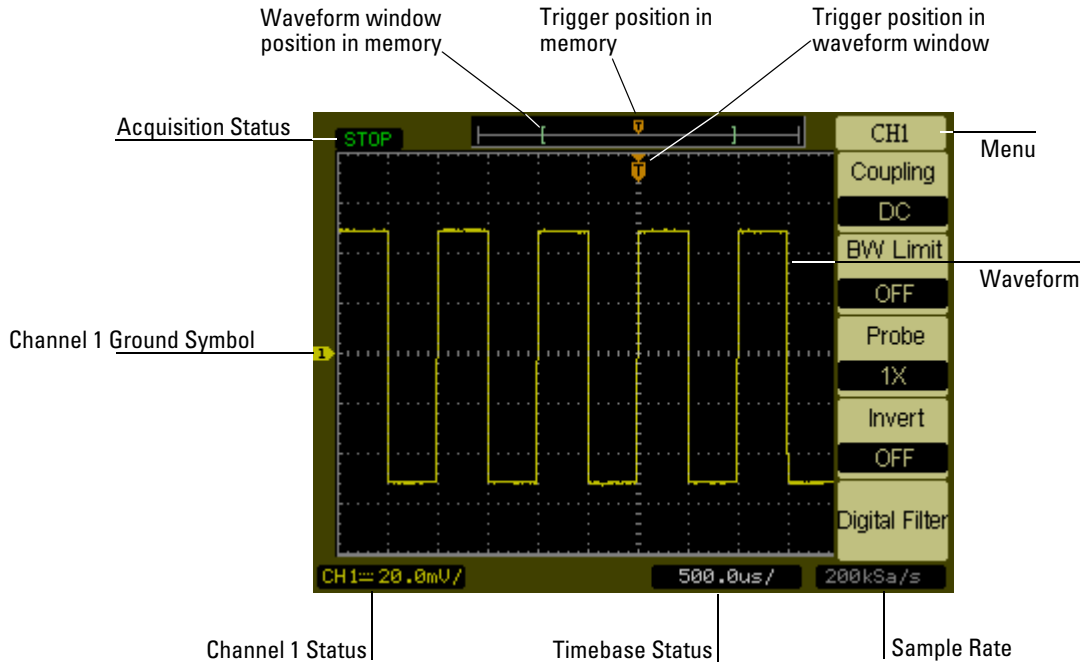 Waveform window
position in memory
Trigger position in
memory
Trigger position in
waveform window
Acquisition Status
STOP
T
CH1
Menu
T
Coupling
DC
BW Limit
Waveform
OFF
Channel 1 Ground Symbol
1
Probe
1X
Invert
OFF
Digital Filter
CH1 20.0mV/
500.0us/
200kSa/s
Channel 1 Status
Timebase Status
Sample Rate